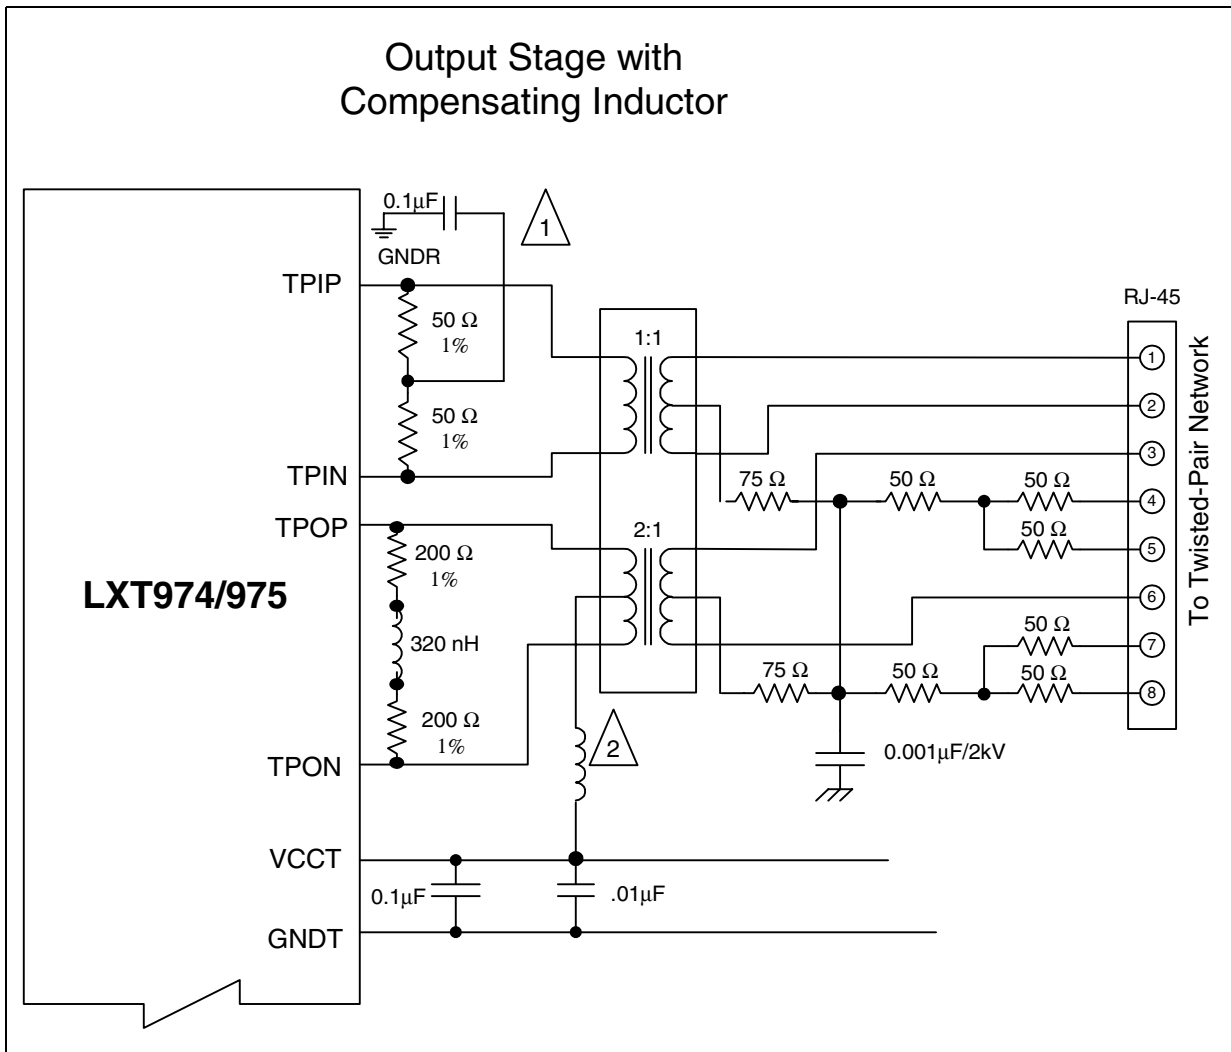 Output Stage with
Compensating Inductor
0.1µF
1
GNDR
TPIP
RJ-45
50 Ω
1%
1:1
1
2
50 Ω
1%
3
TPIN
75 Ω
50 Ω
50 Ω
4
TPOP
2:1
50 Ω
5
200 Ω
1%
LXT974/975
6
320 nH
50 Ω
7
75 Ω
50 Ω
50 Ω
8
200 Ω
1%
2
0.001µF/2kV
TPON
VCCT
0.1µF
.01µF
GNDT
To Twisted-Pair Network